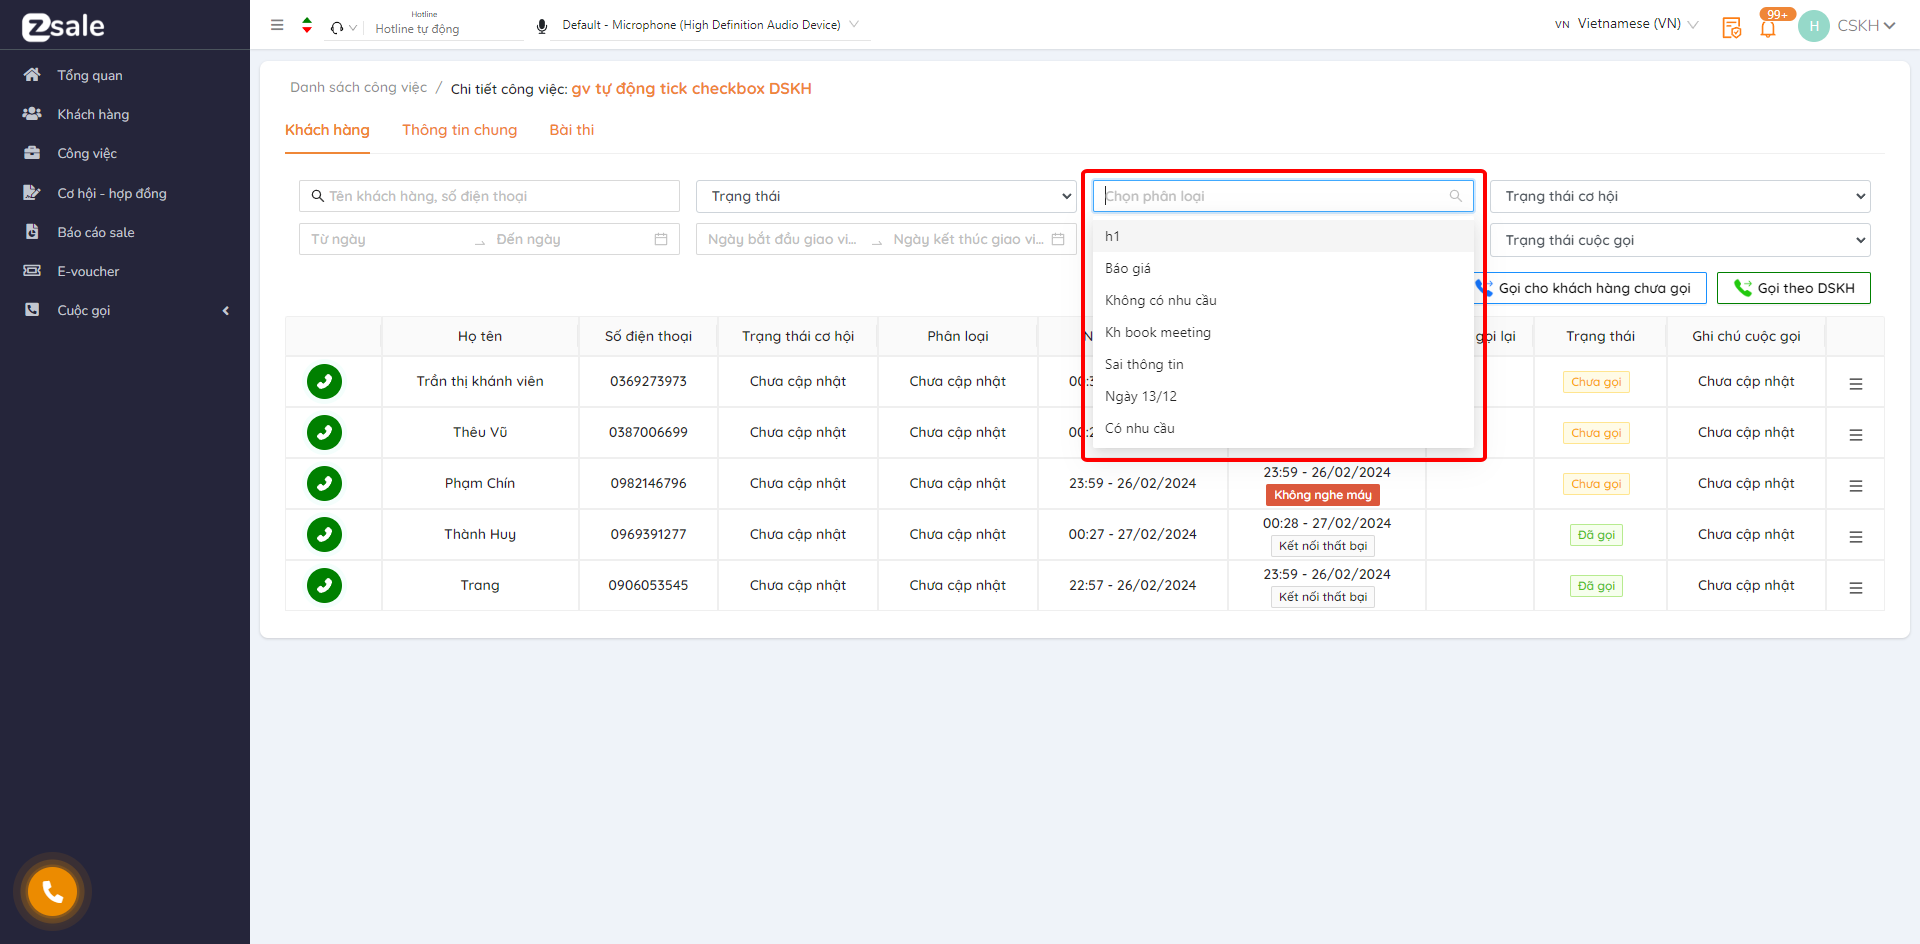 Zsale
Tổng quan
Khách hàng
Công việc
Cơ hội - hợp đồng
Báo cáo sale
E-voucher
Cuộc gọi
Hotline
Hotline tự động
Default - Microphone (High Definition Audio Device)
VN Vietnamese (VN)
99+
H
CSKH
Danh sách công việc / Chi tiết công việc: gv tự động tick checkbox DSKH
Khách hàng
Thông tin chung
Bài thi
Tên khách hàng, số điện thoại
Trạng thái
Chọn phân loại
Trạng thái cơ hội
Từ ngày
Đến ngày
Ngày bắt đầu giao vi...
Ngày kết thúc giao vi...
Trạng thái cuộc gọi
h1
Báo giá
Không có nhu cầu
Kh book meeting
Sai thông tin
Ngày 13/12
Có nhu cầu
Gọi cho khách hàng chưa gọi
Gọi theo DSKH
Họ tên
Số điện thoại
Trạng thái cơ hội
Phân loại
N
gọi lại
Trạng thái
Ghi chú cuộc gọi
Trần thị khánh viên
0369273973
Chưa cập nhật
Chưa cập nhật
00:3
Chưa gọi
Chưa cập nhật
Thêu Vũ
0387006699
Chưa cập nhật
Chưa cập nhật
00:2
Chưa gọi
Chưa cập nhật
Phạm Chín
0982146796
Chưa cập nhật
Chưa cập nhật
23:59 - 26/02/2024
23:59 - 26/02/2024
Không nghe máy
Chưa gọi
Chưa cập nhật
Thành Huy
0969391277
Chưa cập nhật
Chưa cập nhật
00:27 - 27/02/2024
00:28 - 27/02/2024
Kết nối thất bại
Đã gọi
Chưa cập nhật
Trang
0906053545
Chưa cập nhật
Chưa cập nhật
22:57 - 26/02/2024
23:59 - 26/02/2024
Kết nối thất bại
Đã gọi
Chưa cập nhật